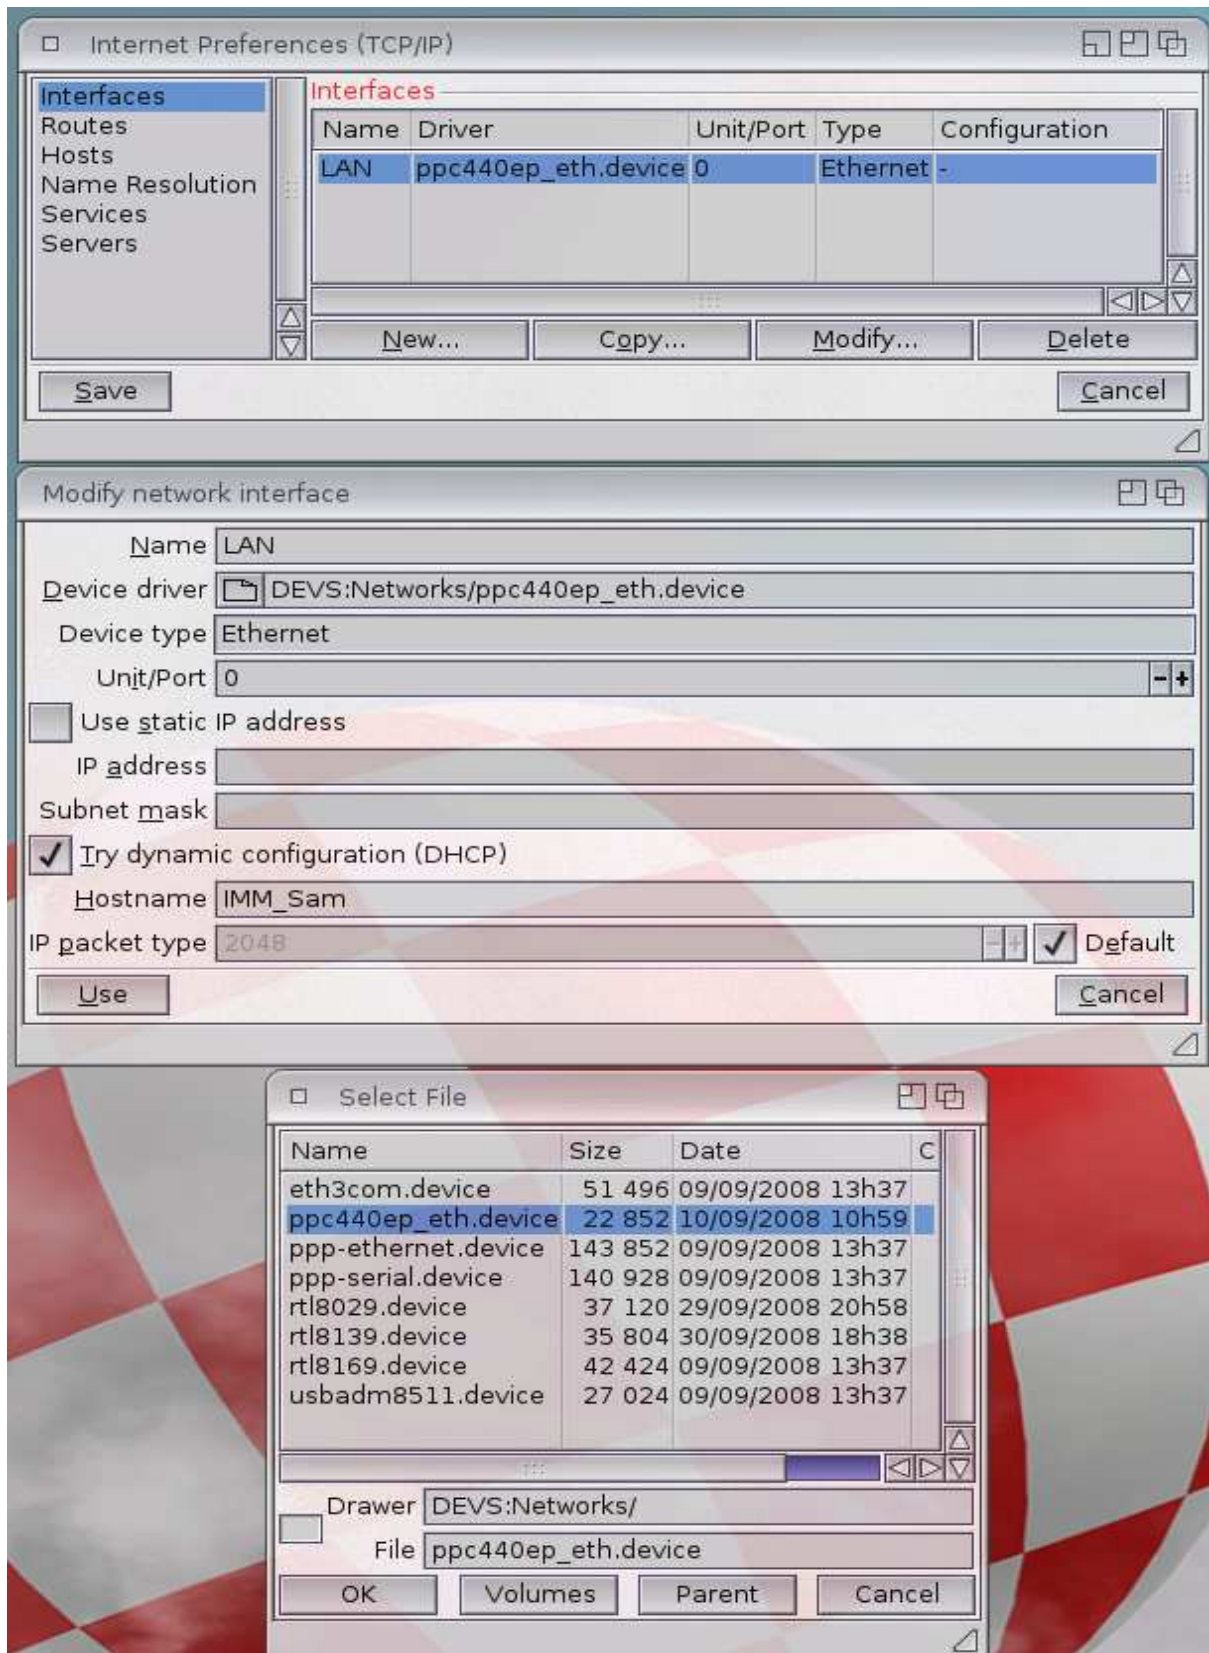 Internet Preferences (TCP/IP)
Interfaces
Routes
Hosts
Name Resolution
Services
Servers
Interfaces
Name Driver Unit/Port Type Configuration
LAN ppc440ep_eth.device 0 Ethernet -
New... Copy... Modify... Delete
Save Cancel
Modify network interface
Name LAN
Device driver DEVS:Networks/ppc440ep_eth.device
Device type Ethernet
Unit/Port 0 - +
Use static IP address
IP address
Subnet mask
Try dynamic configuration (DHCP)
Hostname IMM_Sam
IP packet type 2048 - + Default
Use Cancel
Select File
Name Size Date C
eth3com.device 51 496 09/09/2008 13h37
ppc440ep_eth.device 22 852 10/09/2008 10h59
ppp-ethernet.device 143 852 09/09/2008 13h37
ppp-serial.device 140 928 09/09/2008 13h37
rtl8029.device 37 120 29/09/2008 20h58
rtl8139.device 35 804 30/09/2008 18h38
rtl8169.device 42 424 09/09/2008 13h37
usbadm8511.device 27 024 09/09/2008 13h37
Drawer DEVS:Networks/
File ppc440ep_eth.device
OK Volumes Parent Cancel